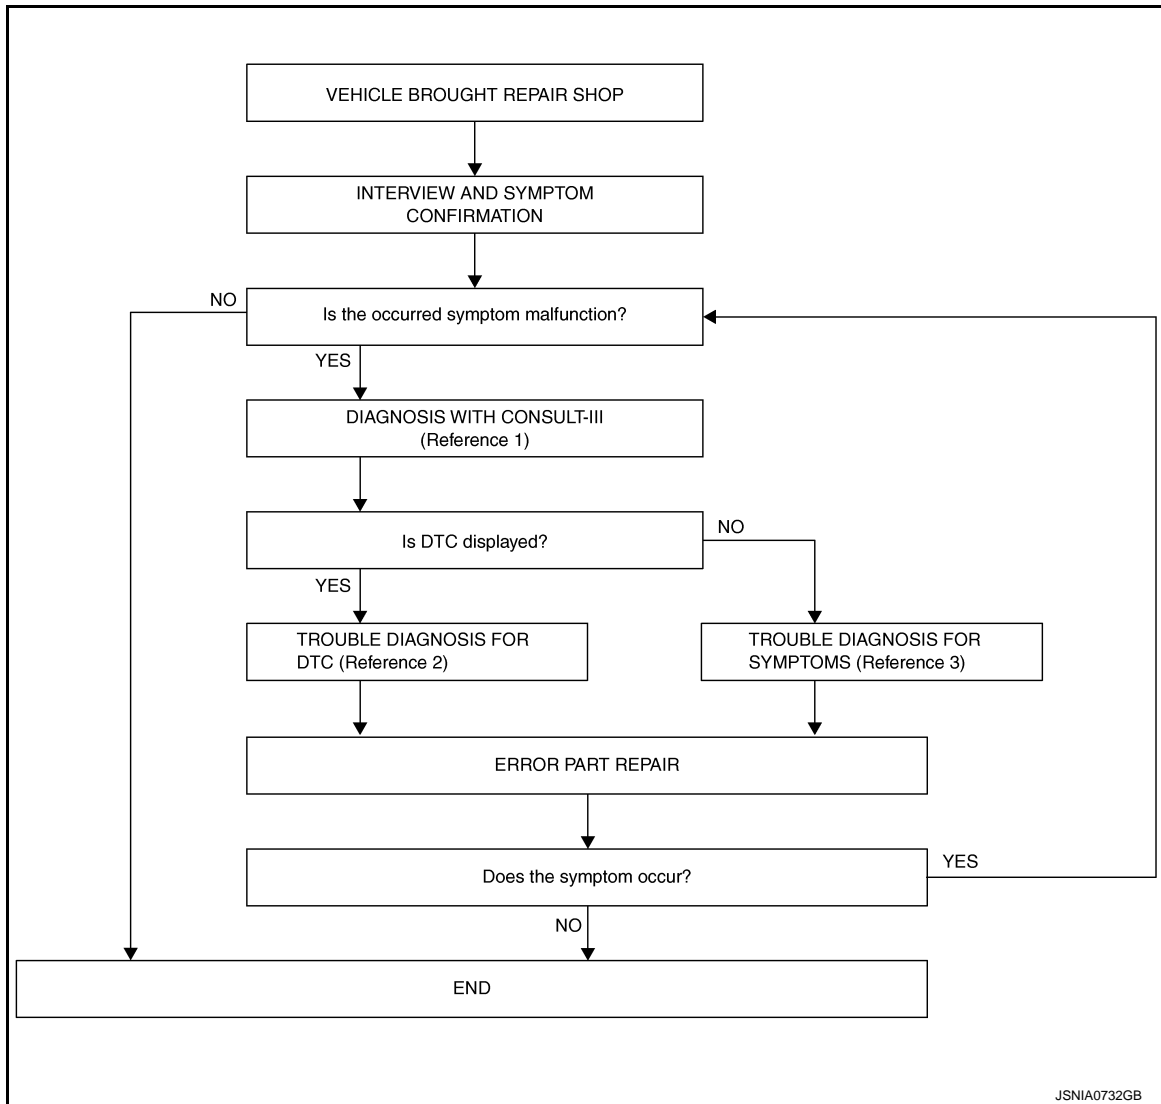 VEHICLE BROUGHT REPAIR SHOP
INTERVIEW AND SYMPTOM
CONFIRMATION
NO
Is the occurred symptom malfunction?
YES
DIAGNOSIS WITH CONSULT-III
(Reference 1)
Is DTC displayed?
NO
YES
TROUBLE DIAGNOSIS FOR
DTC (Reference 2)
TROUBLE DIAGNOSIS FOR
SYMPTOMS (Reference 3)
ERROR PART REPAIR
Does the symptom occur?
YES
NO
END
JSNIA0732GB